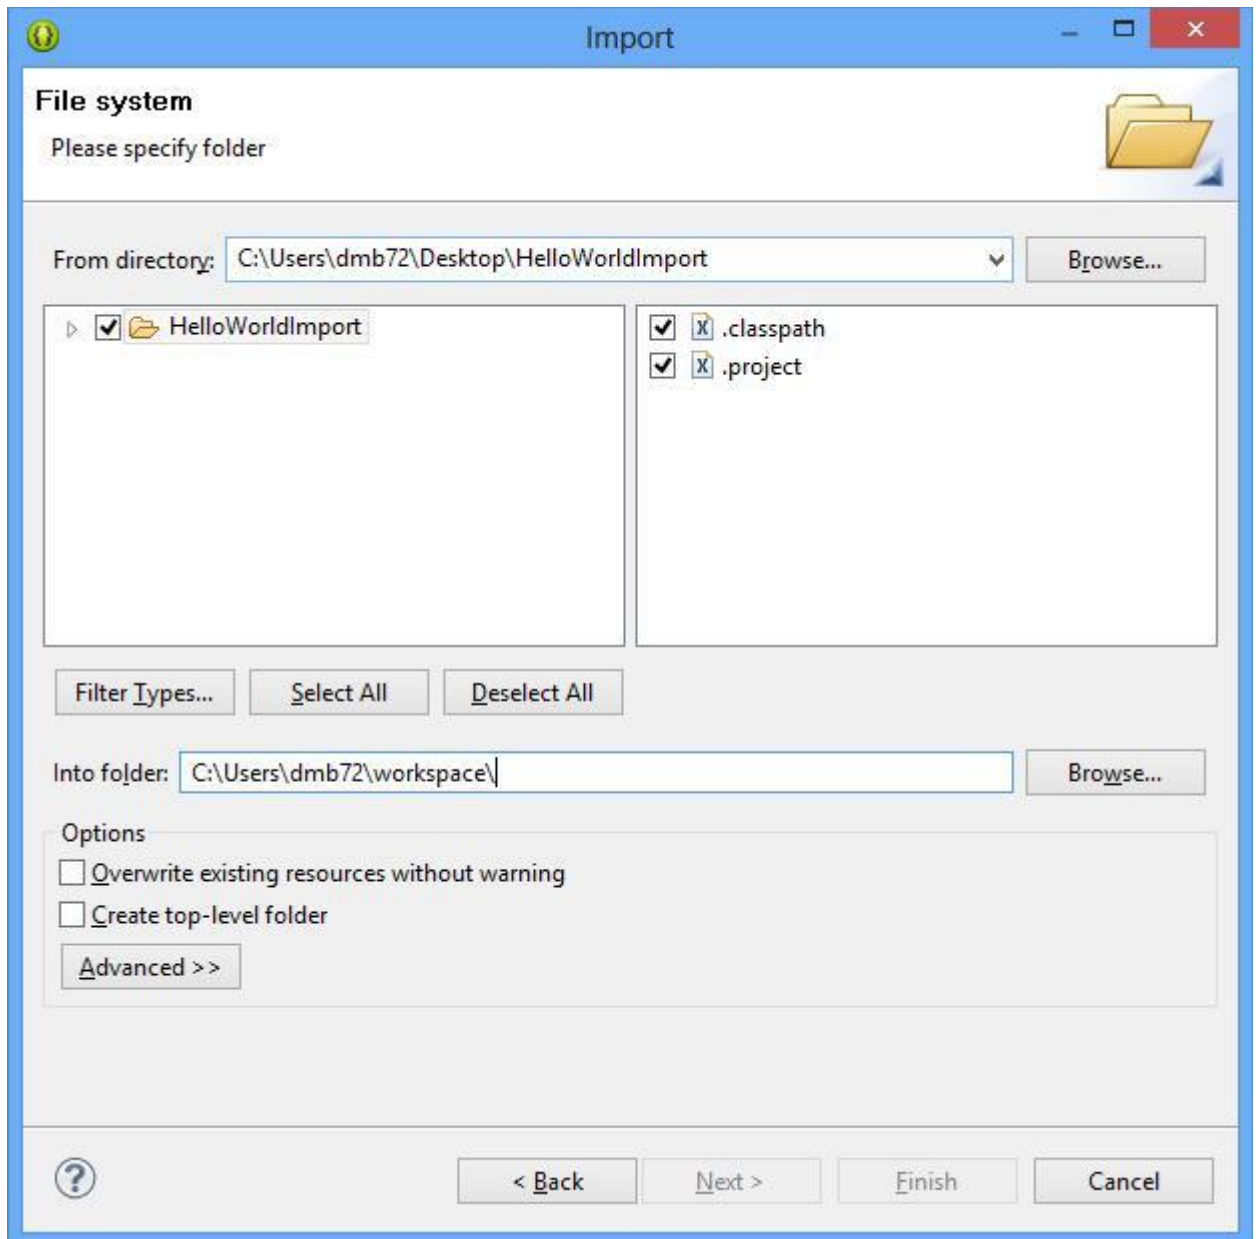 Import
File system
Please specify folder
From directory: C:\Users\dmb72\Desktop\HelloWorldImport Browse...
HelloWorldImport
.classpath
.project
Filter Types... Select All Deselect All
Into folder: C:\Users\dmb72\workspace\ Browse...
Options
Overwrite existing resources without warning
Create top-level folder
Advanced >>
? < Back Next > Finish Cancel